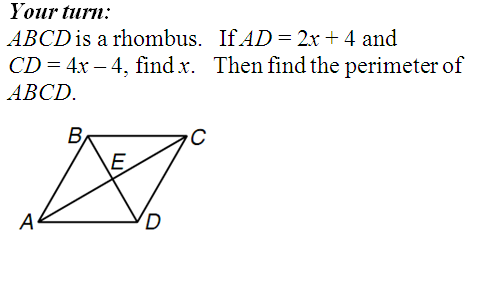 Your turn:
ABCD is a rhombus. If AD = 2x + 4 and
CD = 4x – 4, find x. Then find the perimeter of
ABCD.
B C
E
A D